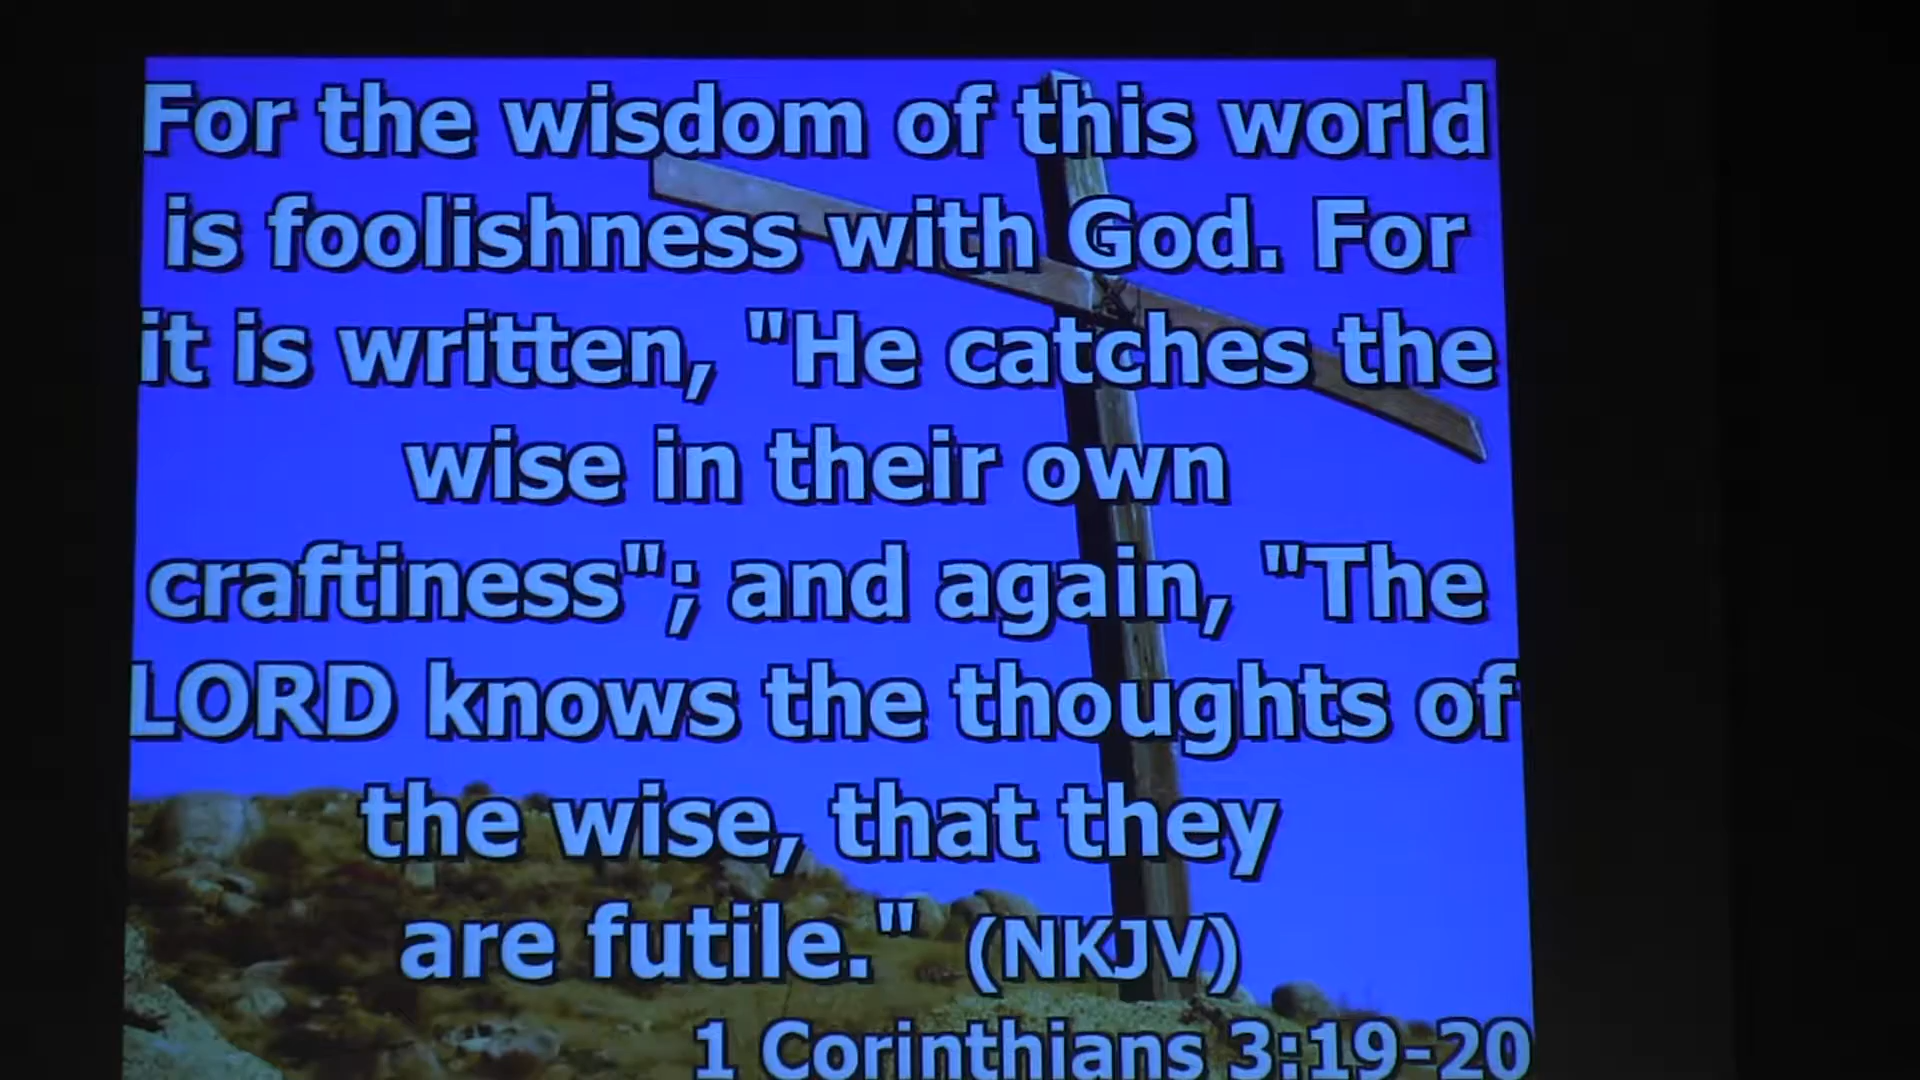 For the wisdom of this world
is foolishness with God. For
it is written, "He catches the
wise in their own
craftiness"; and again, "The
LORD knows the thoughts of
the wise, that they
are futile." (NKJV)
1 Corinthians 3:19-20